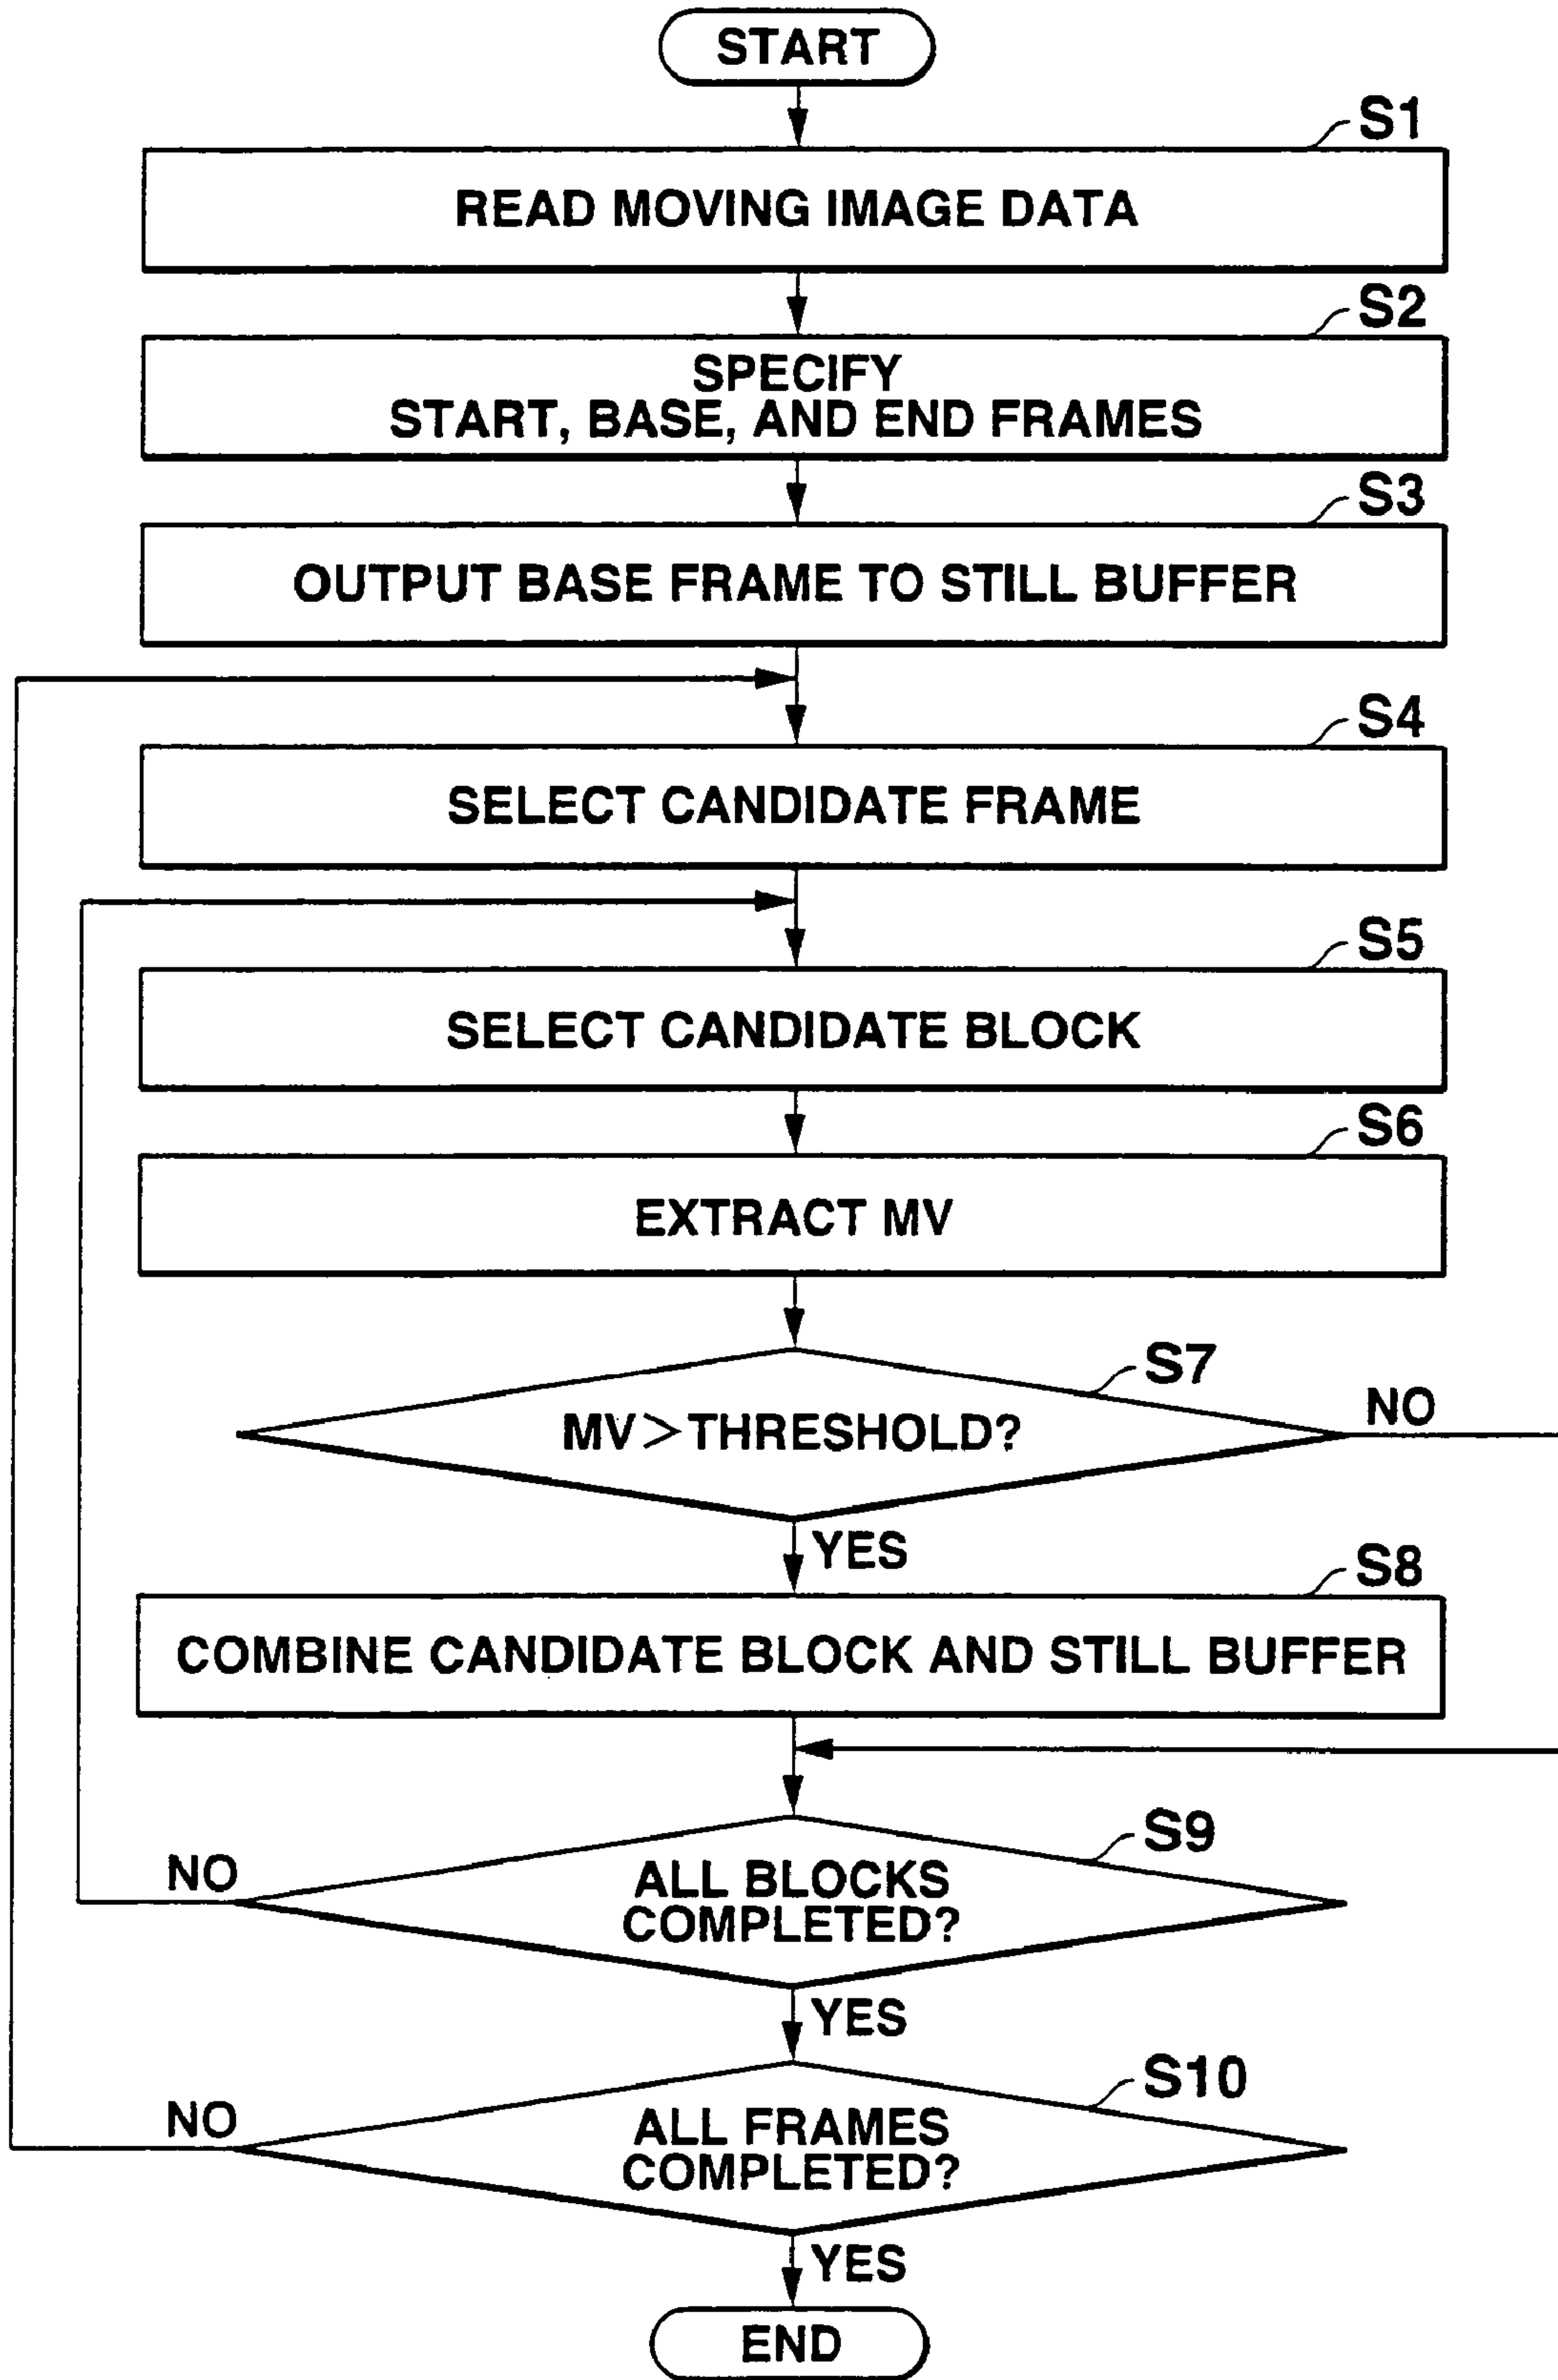 START
S1
READ MOVING IMAGE DATA
S2
SPECIFY
START, BASE, AND END FRAMES
S3
OUTPUT BASE FRAME TO STILL BUFFER
S4
SELECT CANDIDATE FRAME
S5
SELECT CANDIDATE BLOCK
S6
EXTRACT MV
S7
MV>THRESHOLD?
NO
YES
S8
COMBINE CANDIDATE BLOCK AND STILL BUFFER
S9
NO
ALL BLOCKS
COMPLETED?
YES
S10
NO
ALL FRAMES
COMPLETED?
YES
END